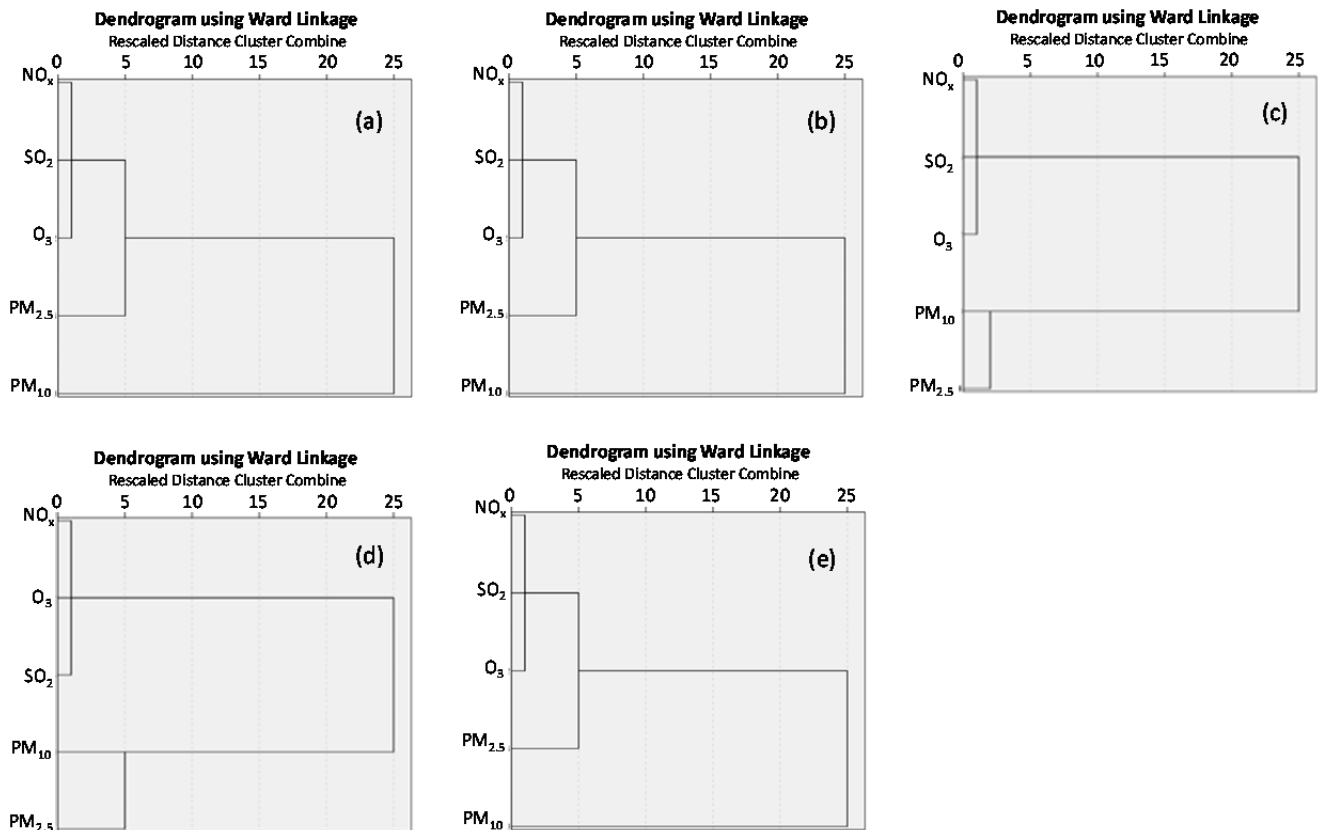 Dendrogram using Ward Linkage
Rescaled Distance Cluster Combine
0 5 10 15 20 25
NOₓ
(a)
SO₂
O₃
PM₂.₅
PM₁₀
Dendrogram using Ward Linkage
Rescaled Distance Cluster Combine
0 5 10 15 20 25
NOₓ
(b)
SO₂
O₃
PM₂.₅
PM₁₀
Dendrogram using Ward Linkage
Rescaled Distance Cluster Combine
0 5 10 15 20 25
NOₓ
(c)
SO₂
O₃
PM₁₀
PM₂.₅
Dendrogram using Ward Linkage
Rescaled Distance Cluster Combine
0 5 10 15 20 25
NOₓ
(d)
O₃
SO₂
PM₁₀
PM₂.₅
Dendrogram using Ward Linkage
Rescaled Distance Cluster Combine
0 5 10 15 20 25
NOₓ
(e)
SO₂
O₃
PM₂.₅
PM₁₀